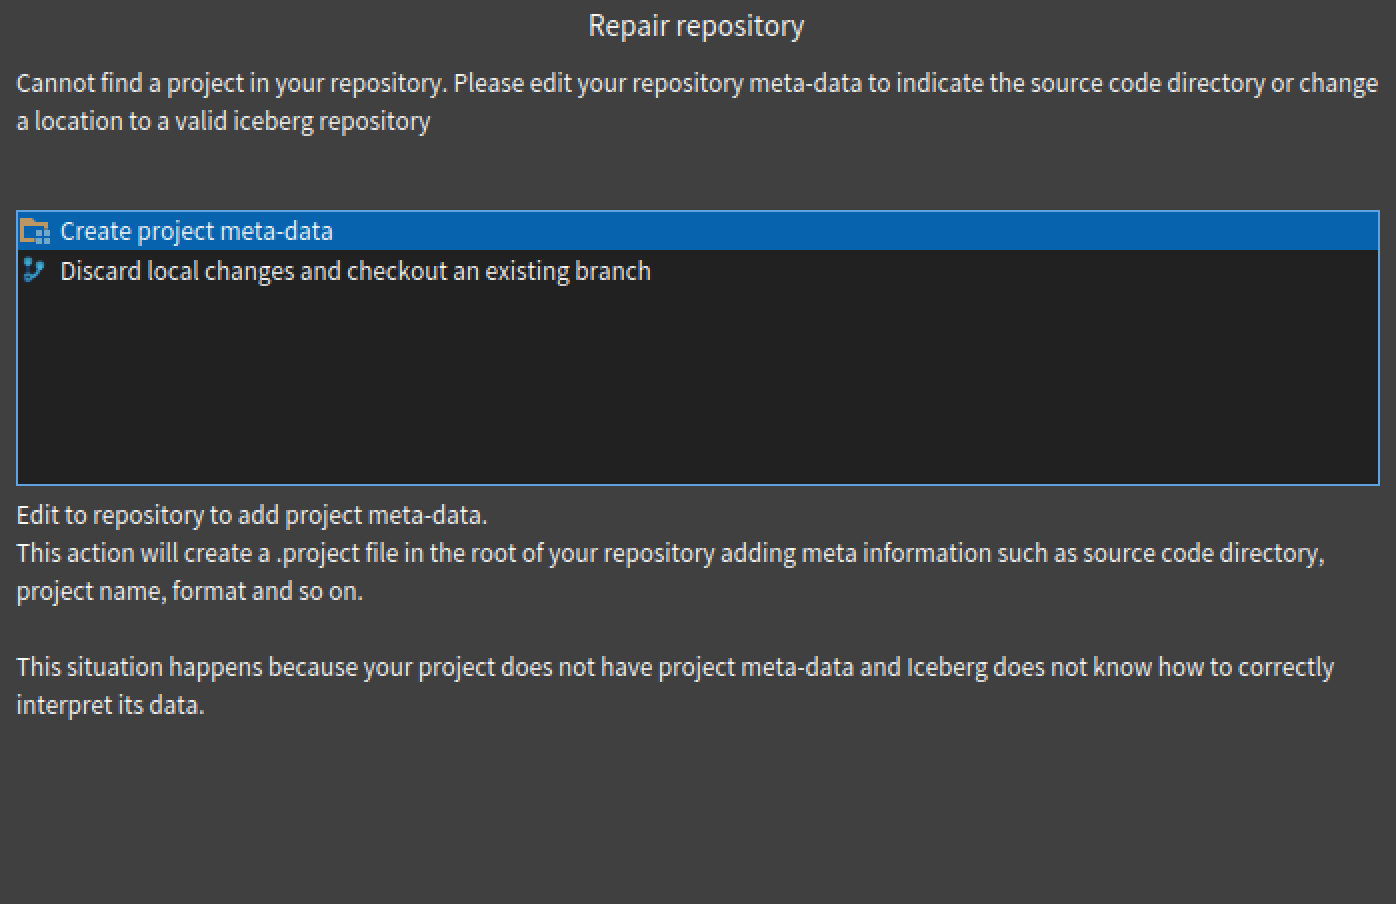 Repair repository
Cannot find a project in your repository. Please edit your repository meta-data to indicate the source code directory or change
a location to a valid iceberg repository
Create project meta-data
Discard local changes and checkout an existing branch
Edit to repository to add project meta-data.
This action will create a .project file in the root of your repository adding meta information such as source code directory,
project name, format and so on.
This situation happens because your project does not have project meta-data and Iceberg does not know how to correctly
interpret its data.